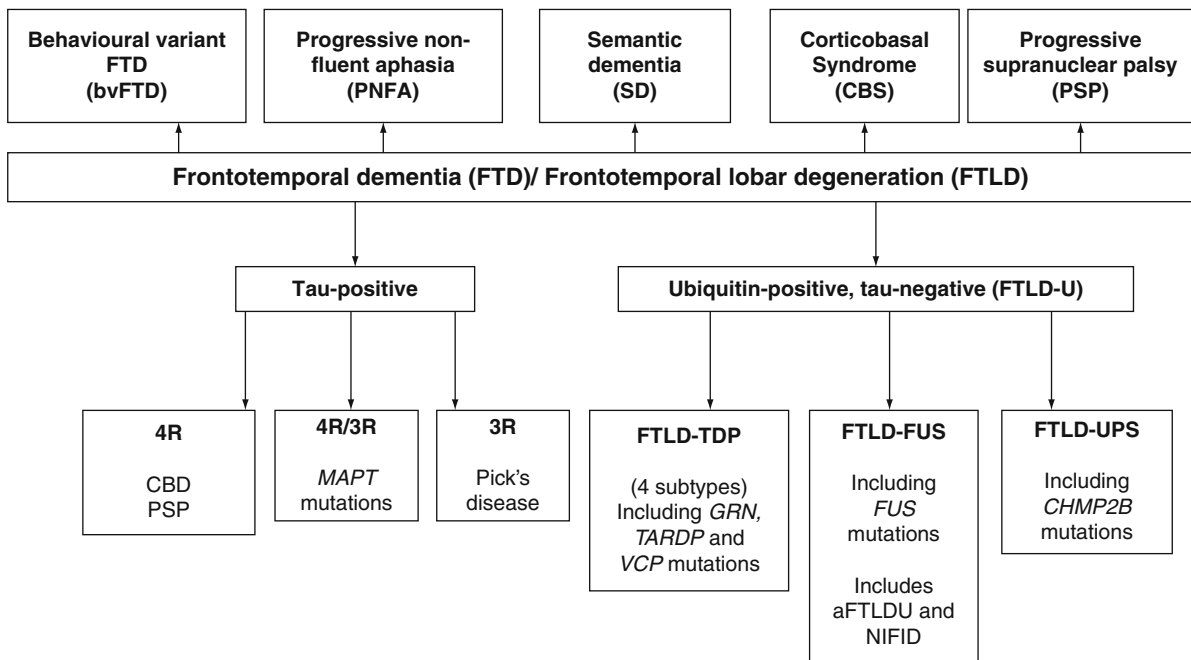 Behavioural variant
FTD
(bvFTD)
Progressive non-
fluent aphasia
(PNFA)
Semantic
dementia
(SD)
Corticobasal
Syndrome
(CBS)
Progressive
supranuclear palsy
(PSP)
Frontotemporal dementia (FTD)/ Frontotemporal lobar degeneration (FTLD)
Tau-positive
Ubiquitin-positive, tau-negative (FTLD-U)
4R
CBD
PSP
4R/3R
MAPT
mutations
3R
Pick's
disease
FTLD-TDP
(4 subtypes)
Including GRN,
TARDP and
VCP mutations
FTLD-FUS
Including
FUS
mutations
Includes
aFTLDU and
NIFID
FTLD-UPS
Including
CHMP2B
mutations